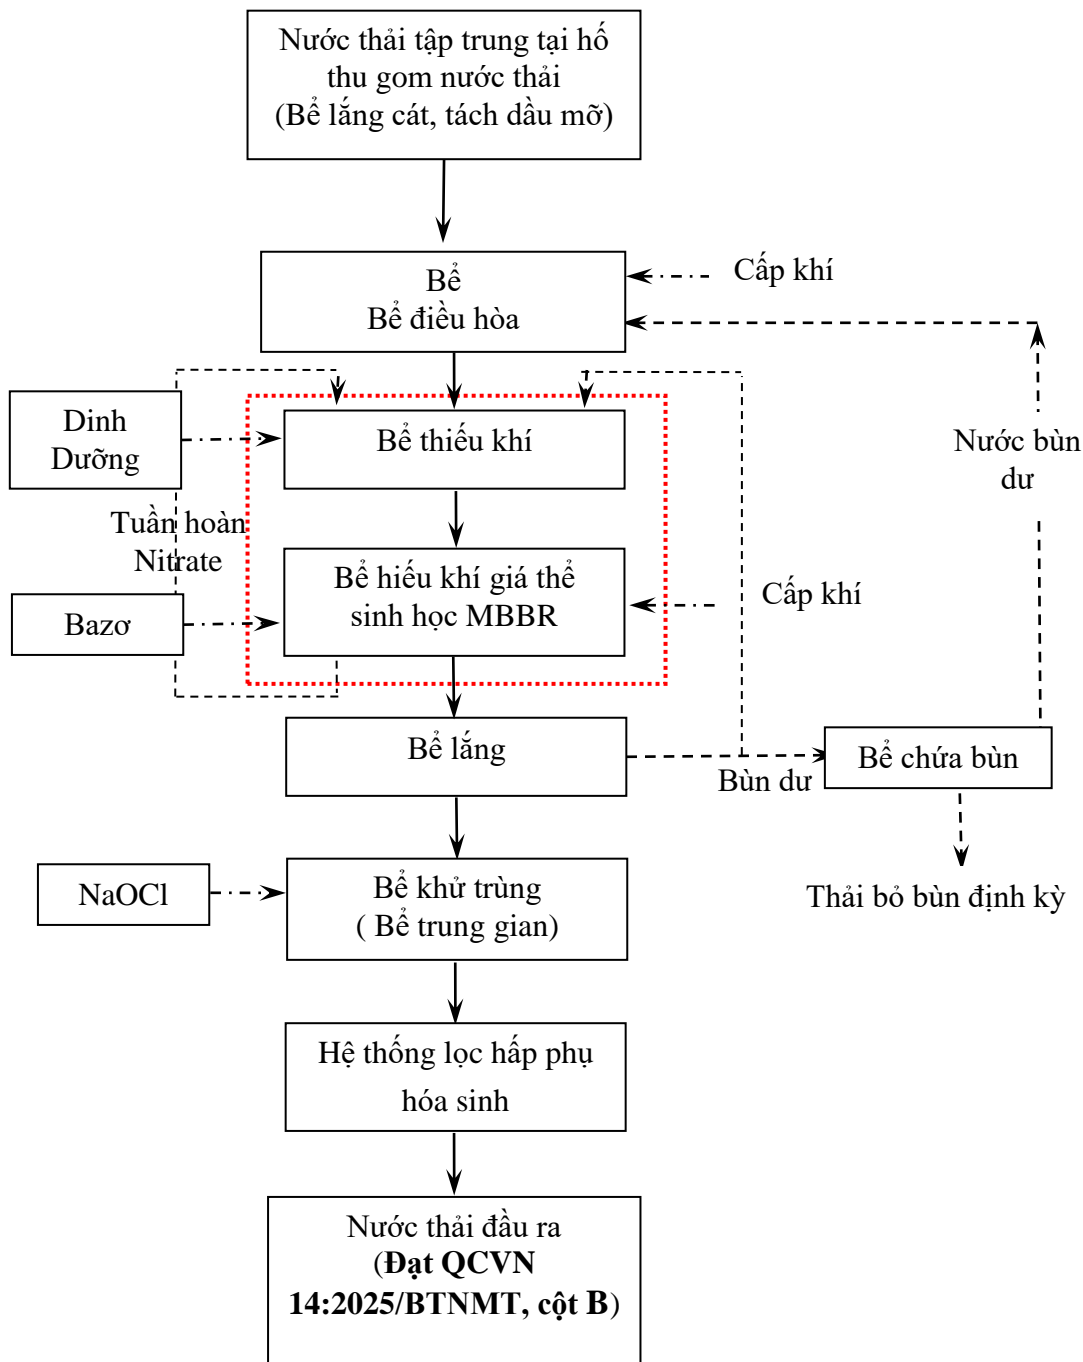 Nước thải tập trung tại hố
thu gom nước thải
(Bể lắng cát, tách dầu mỡ)
Cấp khí
Bể
Bể điều hòa
Dinh
Dưỡng
Bể thiếu khí
Nước bùn
dư
Tuần hoàn
Nitrate
Bể hiếu khí giá thể
sinh học MBBR
Cấp khí
Bazơ
Bể lắng
Bùn dư
Bể chứa bùn
NaOCl
Bể khử trùng
( Bể trung gian)
Thải bỏ bùn định kỳ
Hệ thống lọc hấp phụ
hóa sinh
Nước thải đầu ra
(Đạt QCVN
14:2025/BTNMT, cột B)